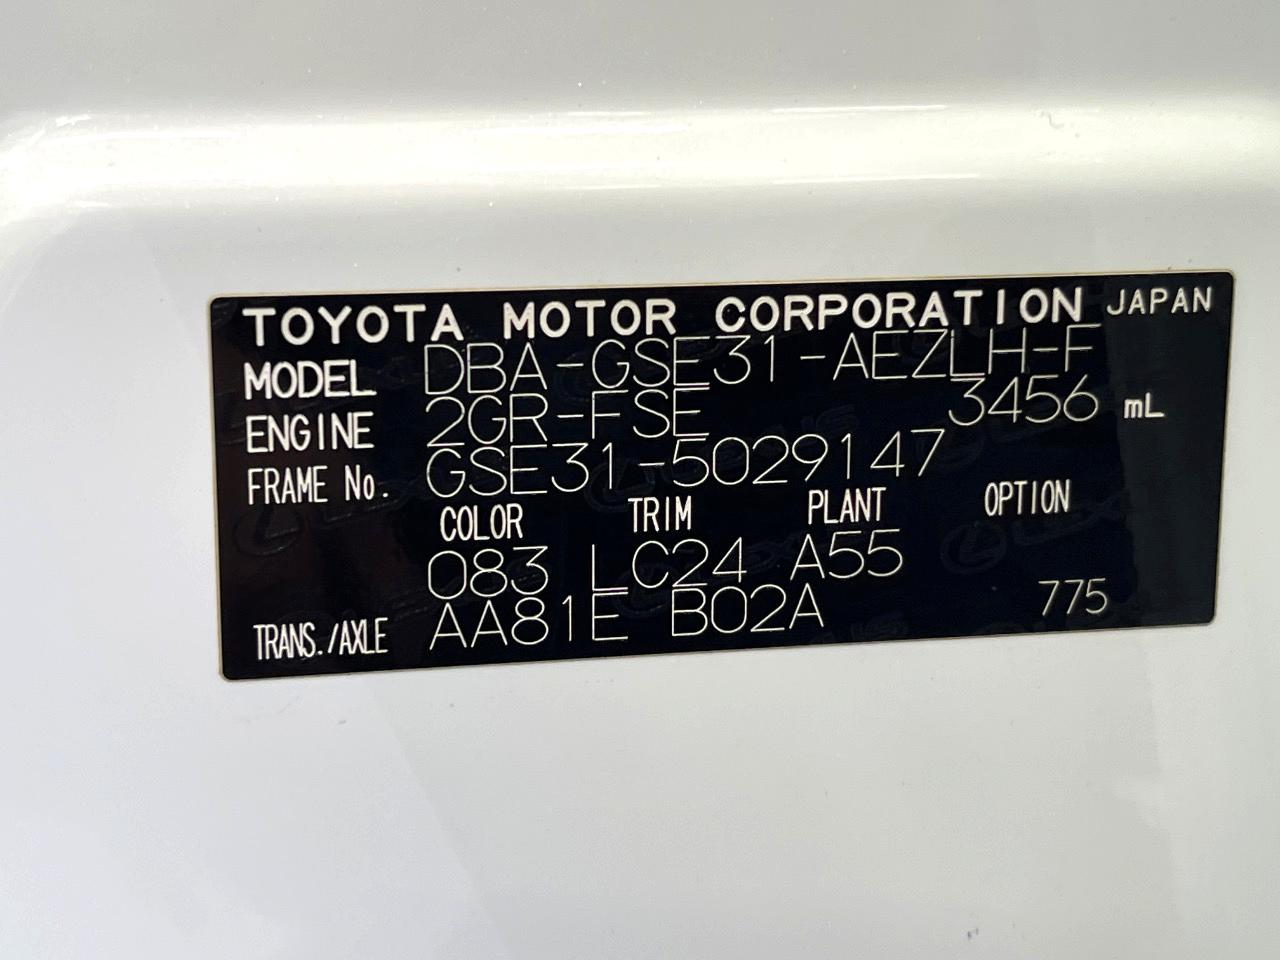 TOYOTA MOTOR CORPORATION JAPAN
MODEL DBA-GSE31-AEZLH-F
ENGINE 2GR-FSE 3456 mL
FRAME No. GSE31-5029147
COLOR TRIM PLANT OPTION
083 LC24 A55
TRANS./AXLE AA81E B02A 775